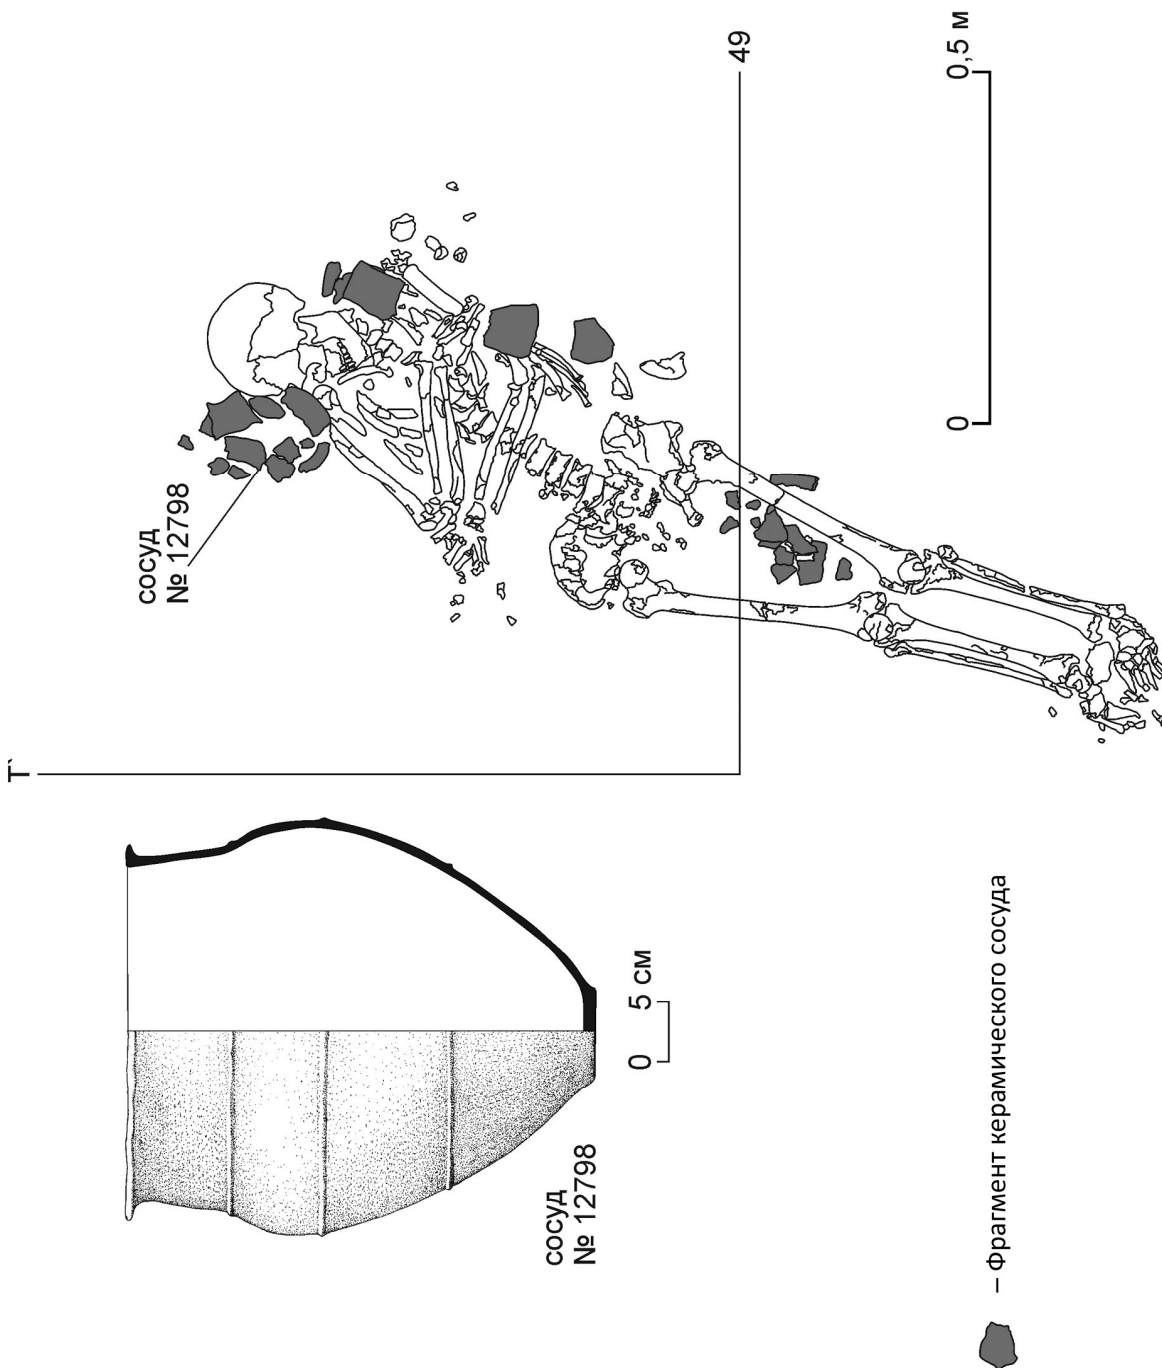 Т`
49
сосуд
№ 12798
0
0,5 м
сосуд
№ 12798
0
5 см
– Фрагмент керамического сосуда